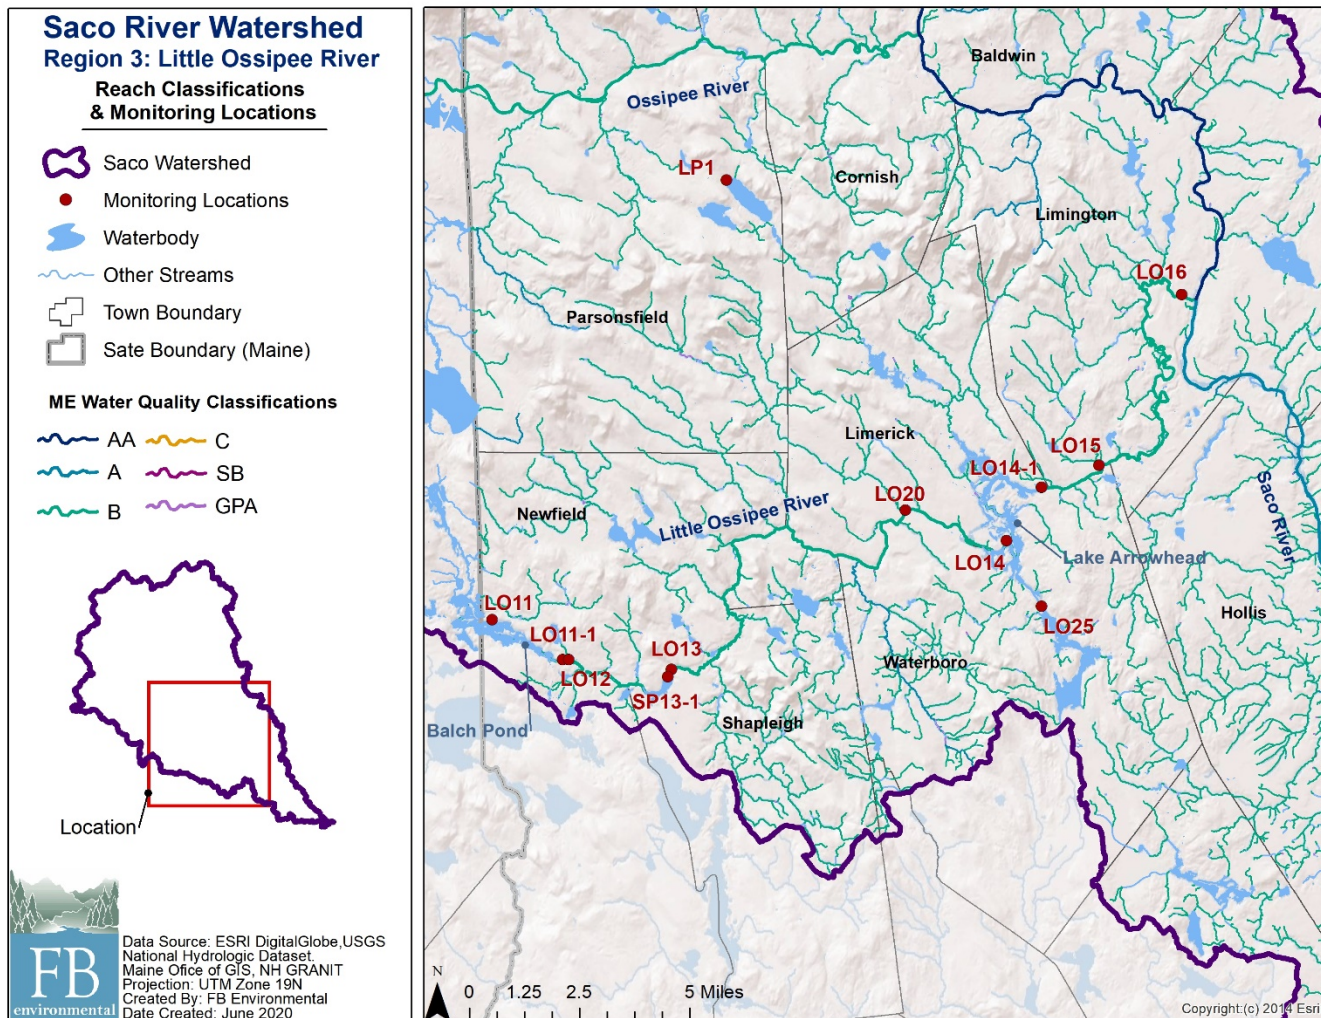 Saco River Watershed
Region 3: Little Ossipee River
Reach Classifications
& Monitoring Locations
Saco Watershed
Monitoring Locations
Waterbody
Other Streams
Town Boundary
Sate Boundary (Maine)
ME Water Quality Classifications
AA
C
A
SB
B
GPA
Location
FB
environmental
Data Source: ESRI DigitalGlobe,USGS
National Hydrologic Dataset.
Maine Ofice of GIS, NH GRANIT
Projection: UTM Zone 19N
Created By: FB Environmental
Date Created: June 2020
Baldwin
Ossipee River
LP1
Cornish
Limington
LO16
Parsonsfield
Limerick
LO15
LO14-1
Saco River
LO20
Newfield
Little Ossipee River
LO14
Lake Arrowhead
LO11
LO25
Hollis
LO11-1
LO13
LO12
Waterboro
SP13-1
Shapleigh
Balch Pond
N
0 1.25 2.5 5 Miles
Copyright:(c) 2014 Esri